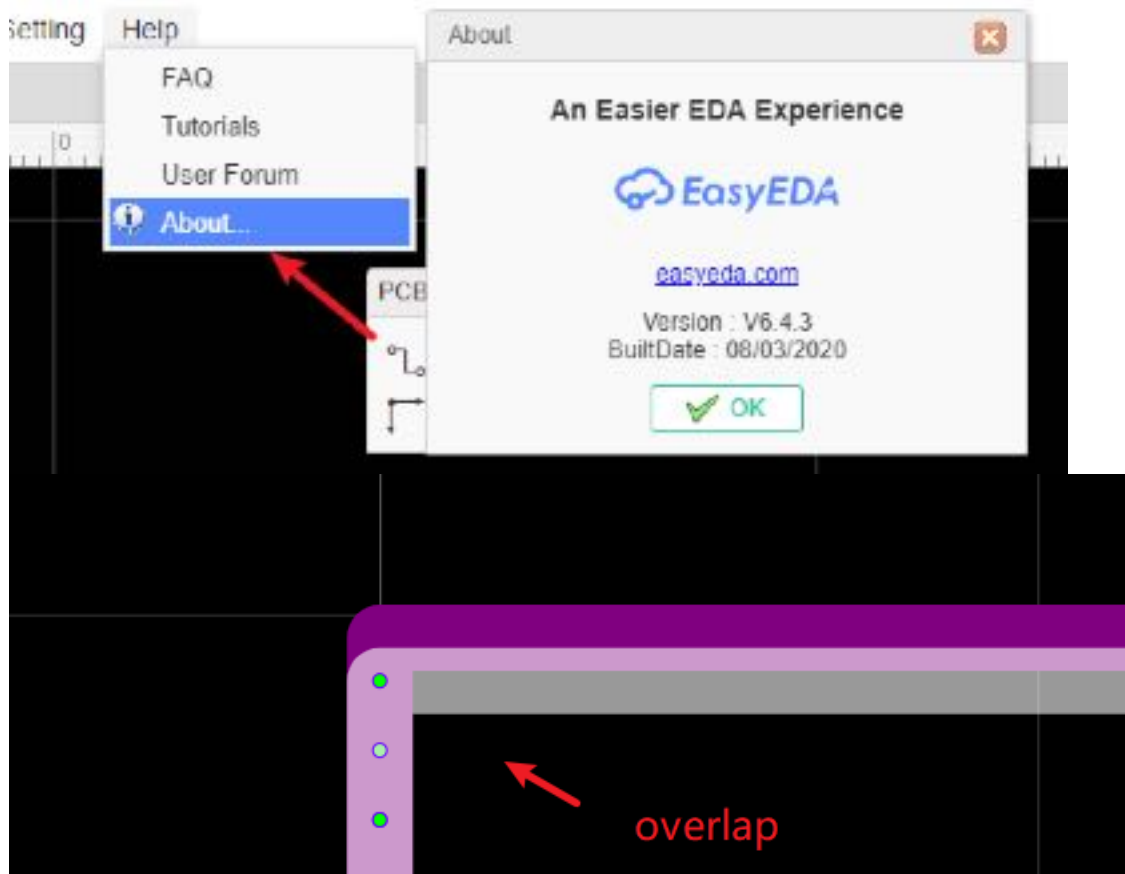 Setting Help
FAQ
Tutorials
User Forum
About...
0
PCB
About
An Easier EDA Experience
EasyEDA
easyeda.com
Version : V6.4.3
BuiltDate : 08/03/2020
OK
overlap